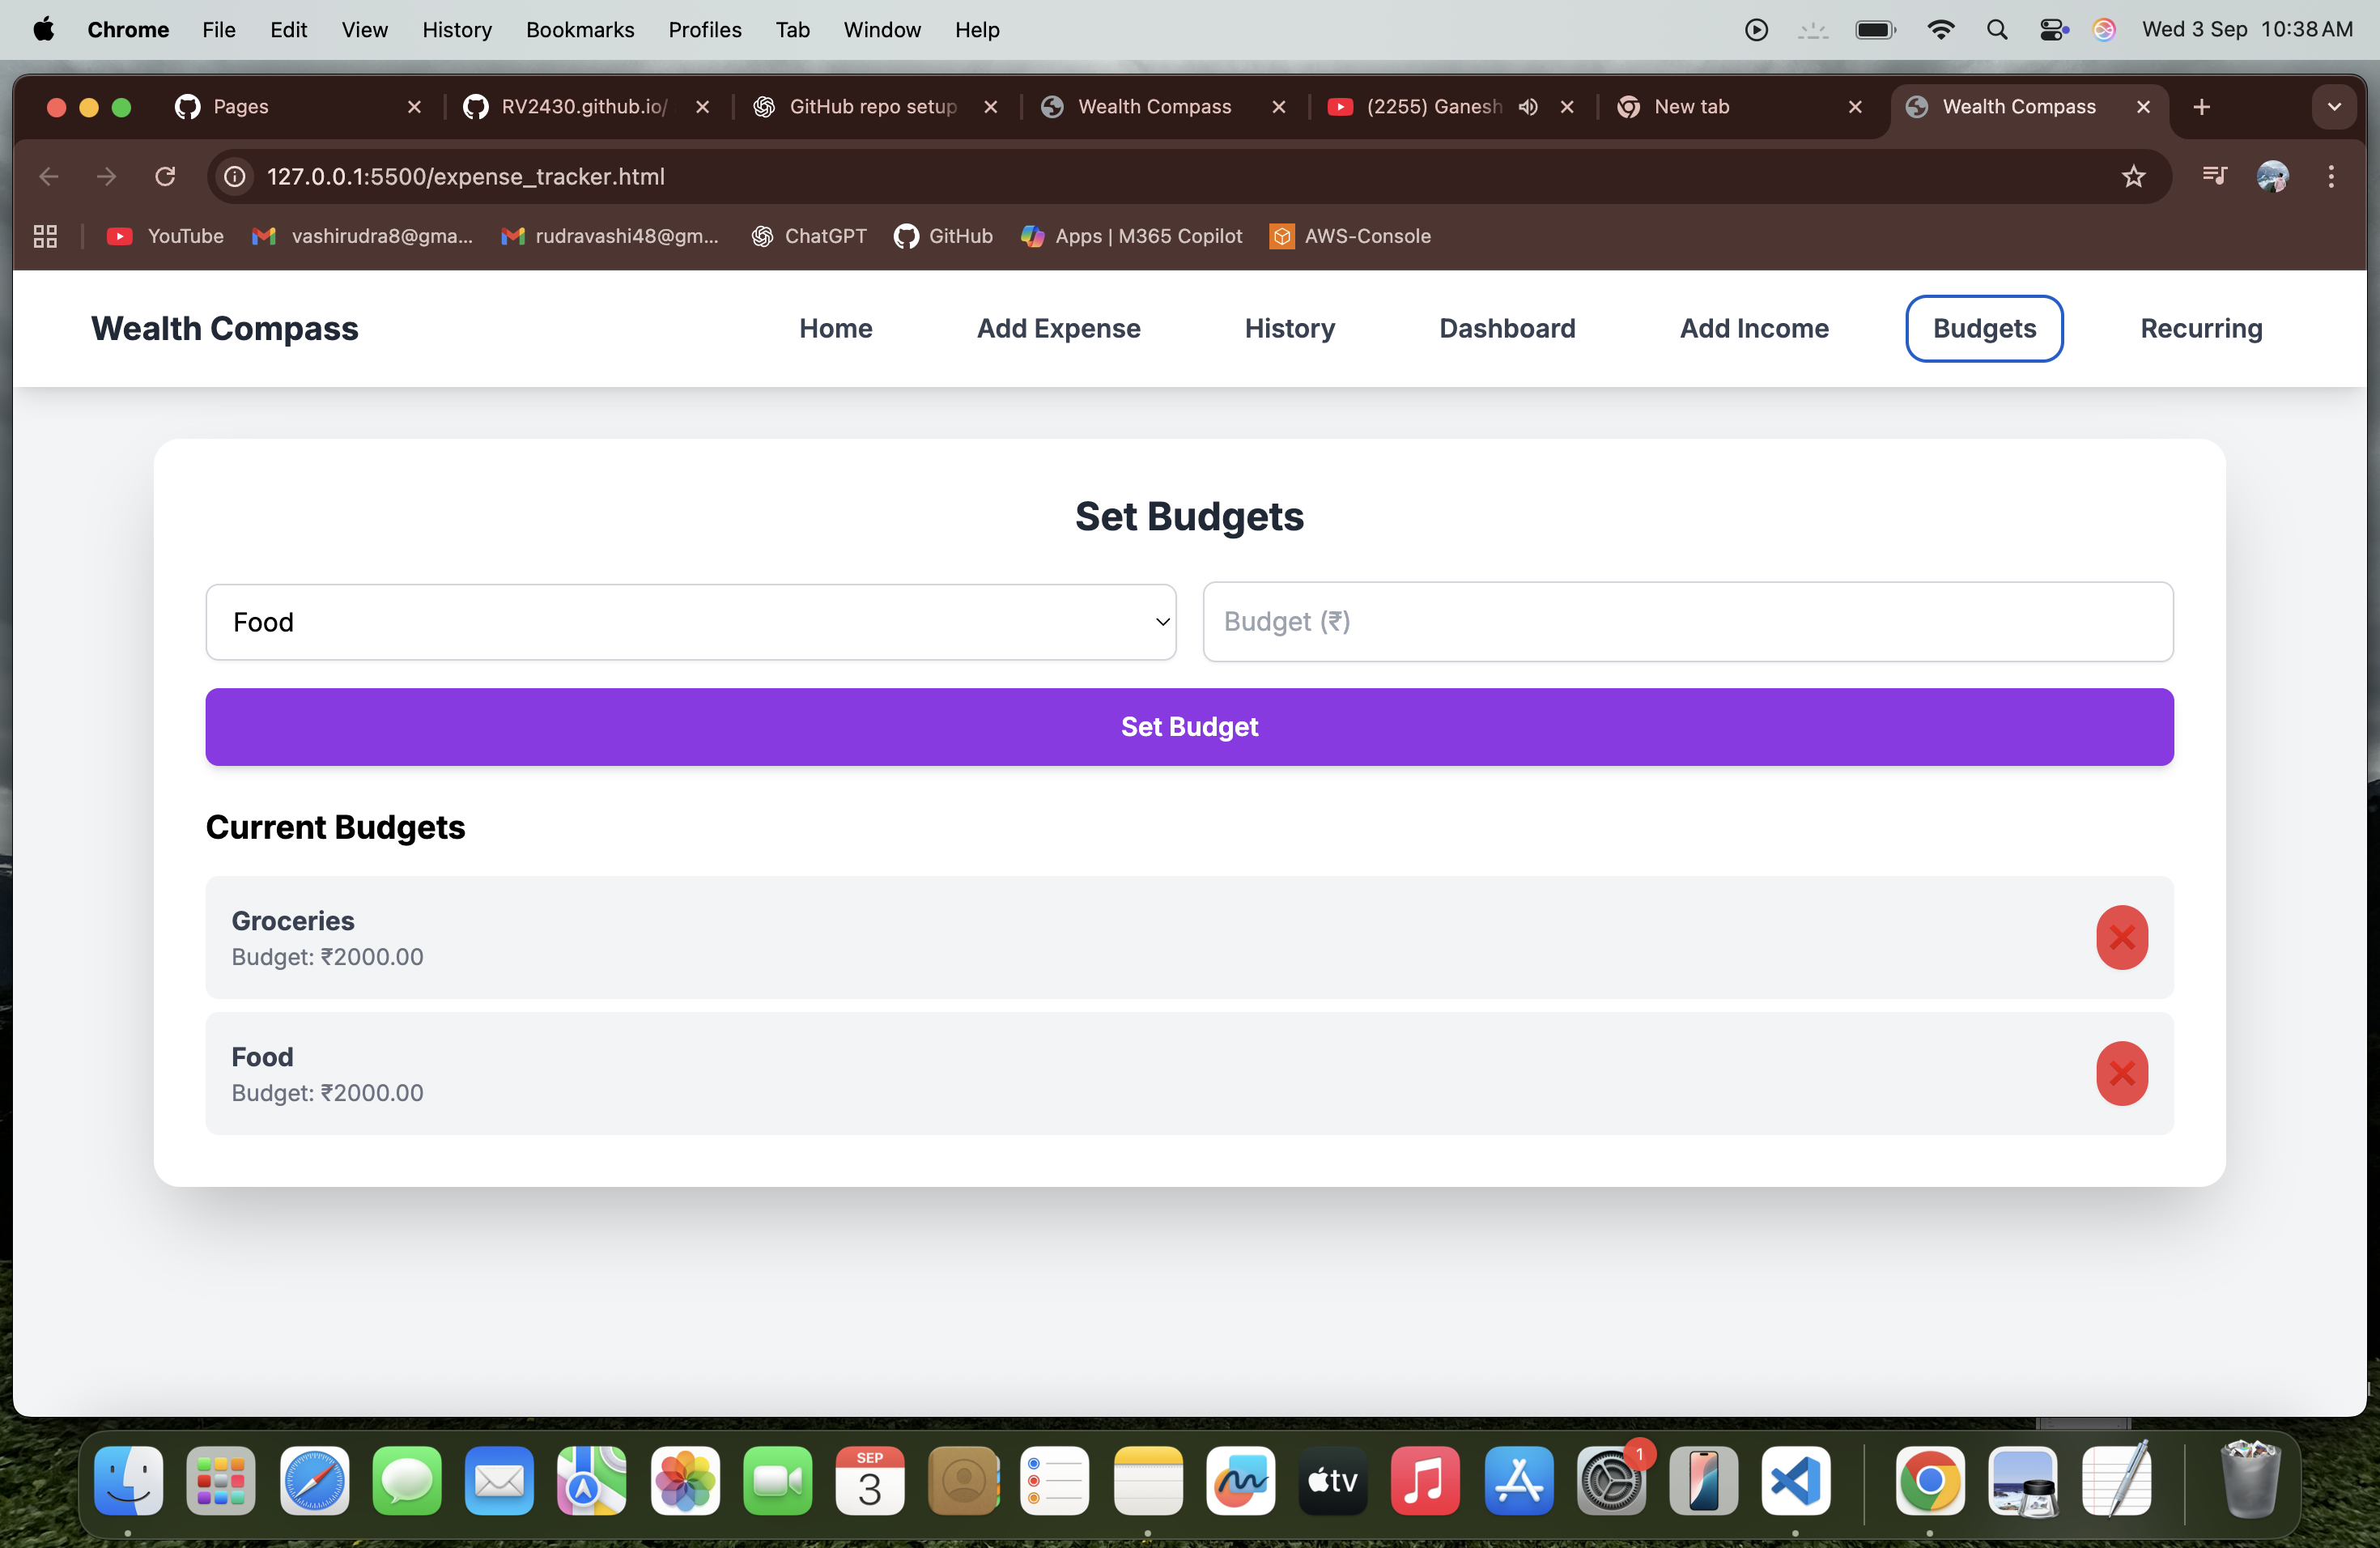 Chrome File Edit View History Bookmarks Profiles Tab Window Help Wed 3 Sep 10:38 AM
Pages RV2430.github.io/ GitHub repo setup Wealth Compass (2255) Ganesh New tab Wealth Compass
127.0.0.1:5500/expense_tracker.html
YouTube vashirudra8@gma... rudravashi48@gm... ChatGPT GitHub Apps | M365 Copilot AWS-Console
Wealth Compass Home Add Expense History Dashboard Add Income Budgets Recurring
Set Budgets
Food Budget (₹)
Set Budget
Current Budgets
Groceries
Budget: ₹2000.00
Food
Budget: ₹2000.00
SEP 1
3 tv